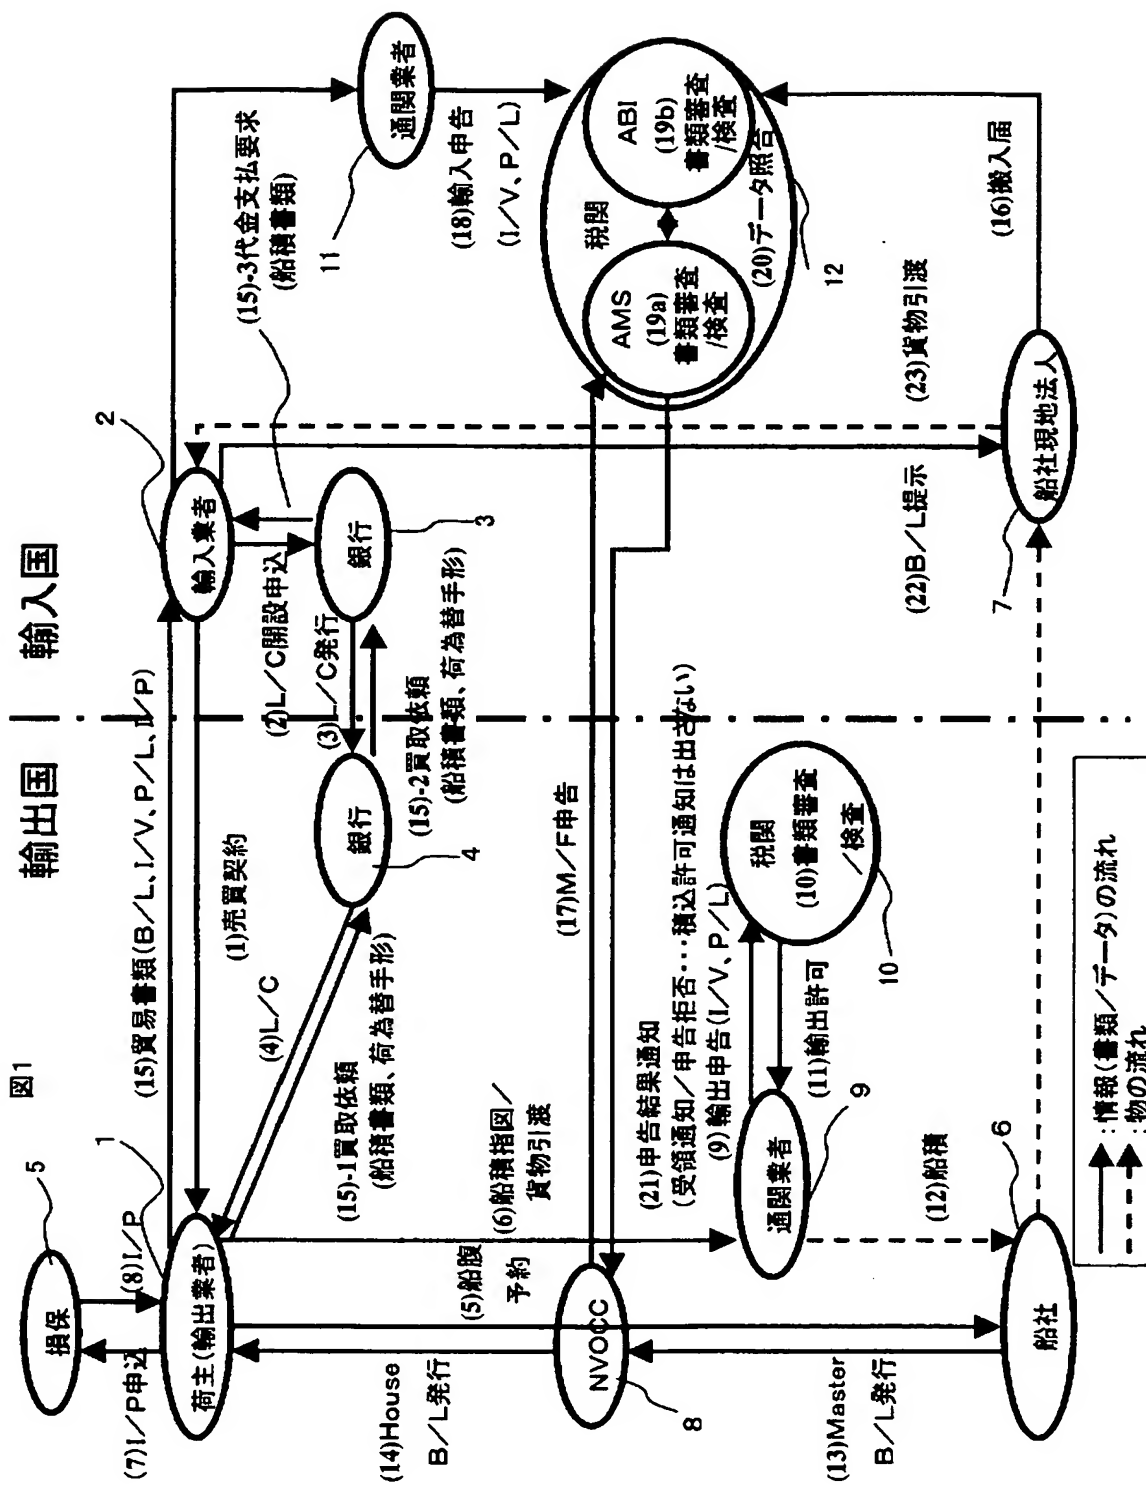 図1
輸出国
輸入国
損保
5
(7)I/P申込
(8)I/P
1
荷主(輸出業者)
(15)貿易書類(B/L、I/V、P/L、I/P)
(1)売買契約
2
輸入業者
(15)-3代金支払要求
(船積書類)
11
通関業者
(18)輸入申告
(I/V、P/L)
(4)L/C
(15)-1買取依頼
(船積書類、荷為替手形)
銀行
4
(2)L/C開設申込
(3)L/C発行
銀行
3
(15)-2買取依頼
(船積書類、荷為替手形)
税関
AMS
(19a)
書類審査
/検査
ABI
(19b)
書類審査
/検査
(20)データ照合
12
(14)House
B/L発行
(5)船腹
予約
(6)船積指図/
貨物引渡
NVOCC
8
(17)M/F申告
(21)申告結果通知
(受領通知/申告拒否・・・積込許可通知は出さない)
(9)輸出申告(I/V、P/L)
税関
(10)書類審査
/検査
10
(11)輸出許可
通関業者
9
(13)Master
B/L発行
(12)船積
船社
6
(22)B/L提示
(23)貨物引渡
(16)搬入届
船社現地法人
7
:情報(書類/データ)の流れ
:物の流れ